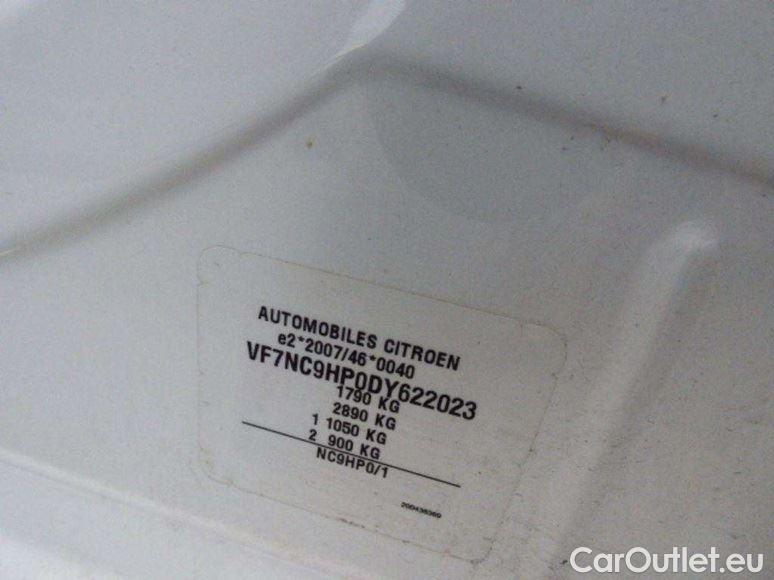 AUTOMOBILES CITROEN
e2*2007/46*0040
VF7NC9HP0DY622023
1790 KG
2890 KG
1 1050 KG
2 900 KG
NC9HP0/1
CarOutlet.eu